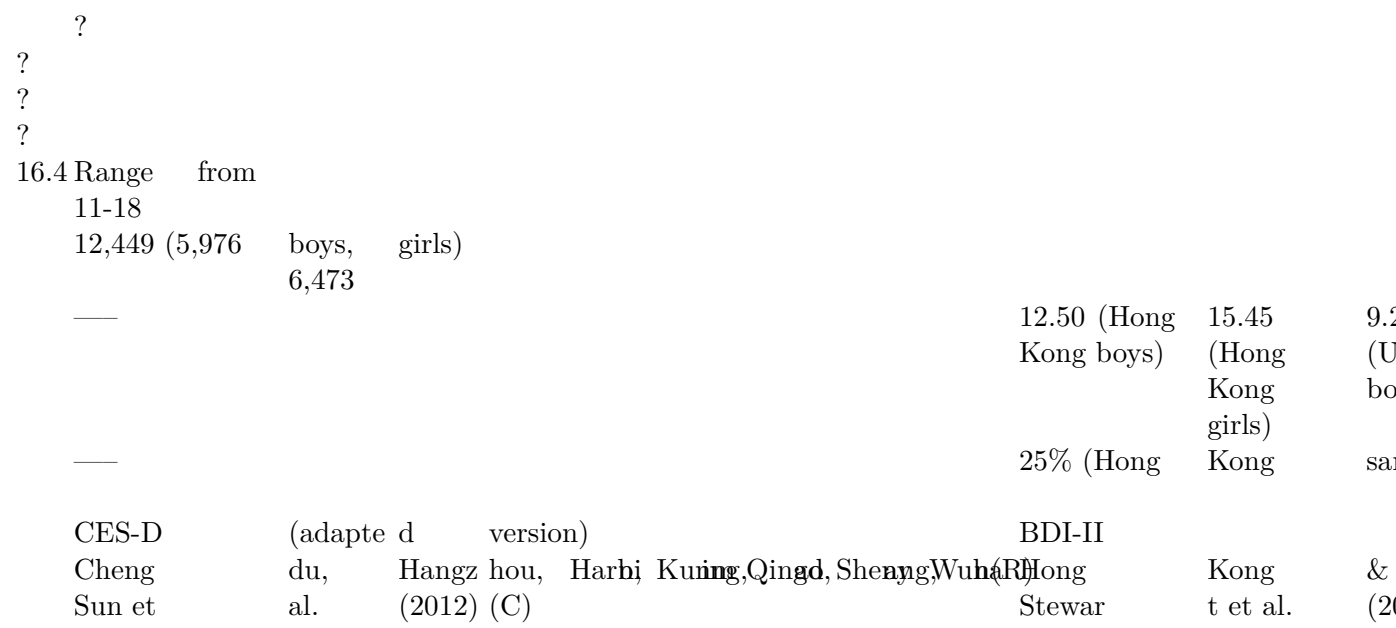 ?
?
?
?
16.4 Range from
11-18
12,449 (5,976 boys, girls)
6,473
— 12.50 (Hong 15.45
Kong boys) (Hong
Kong
girls)
— 25% (Hong Kong
CES-D (adapte d version) BDI-II
Cheng du, Hangz hou, Hong Kong &
Sun et al. (2012) (C) Stewar t et al.